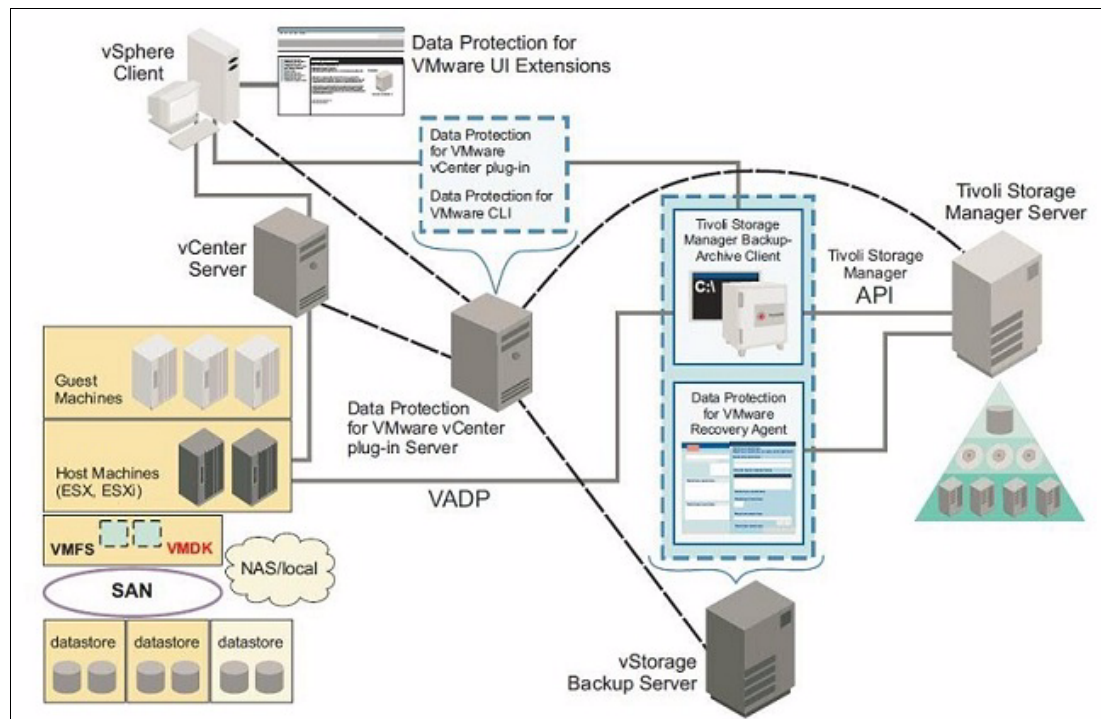 vSphere
Client
Data Protection for
VMware UI Extensions
Data Protection
for VMware
vCenter plug-in
Data Protection for
VMware CLI
vCenter
Server
Tivoli Storage
Manager Backup-
Archive Client
C:\
Tivoli Storage
Manager
API
Tivoli Storage
Manager Server
Guest
Machines
Host Machines
(ESX, ESXi)
Data Protection
for VMware vCenter
plug-in Server
VADP
Data Protection
for VMware
Recovery Agent
VMFS
VMDK
NAS/local
SAN
datastore
datastore
datastore
vStorage
Backup Server